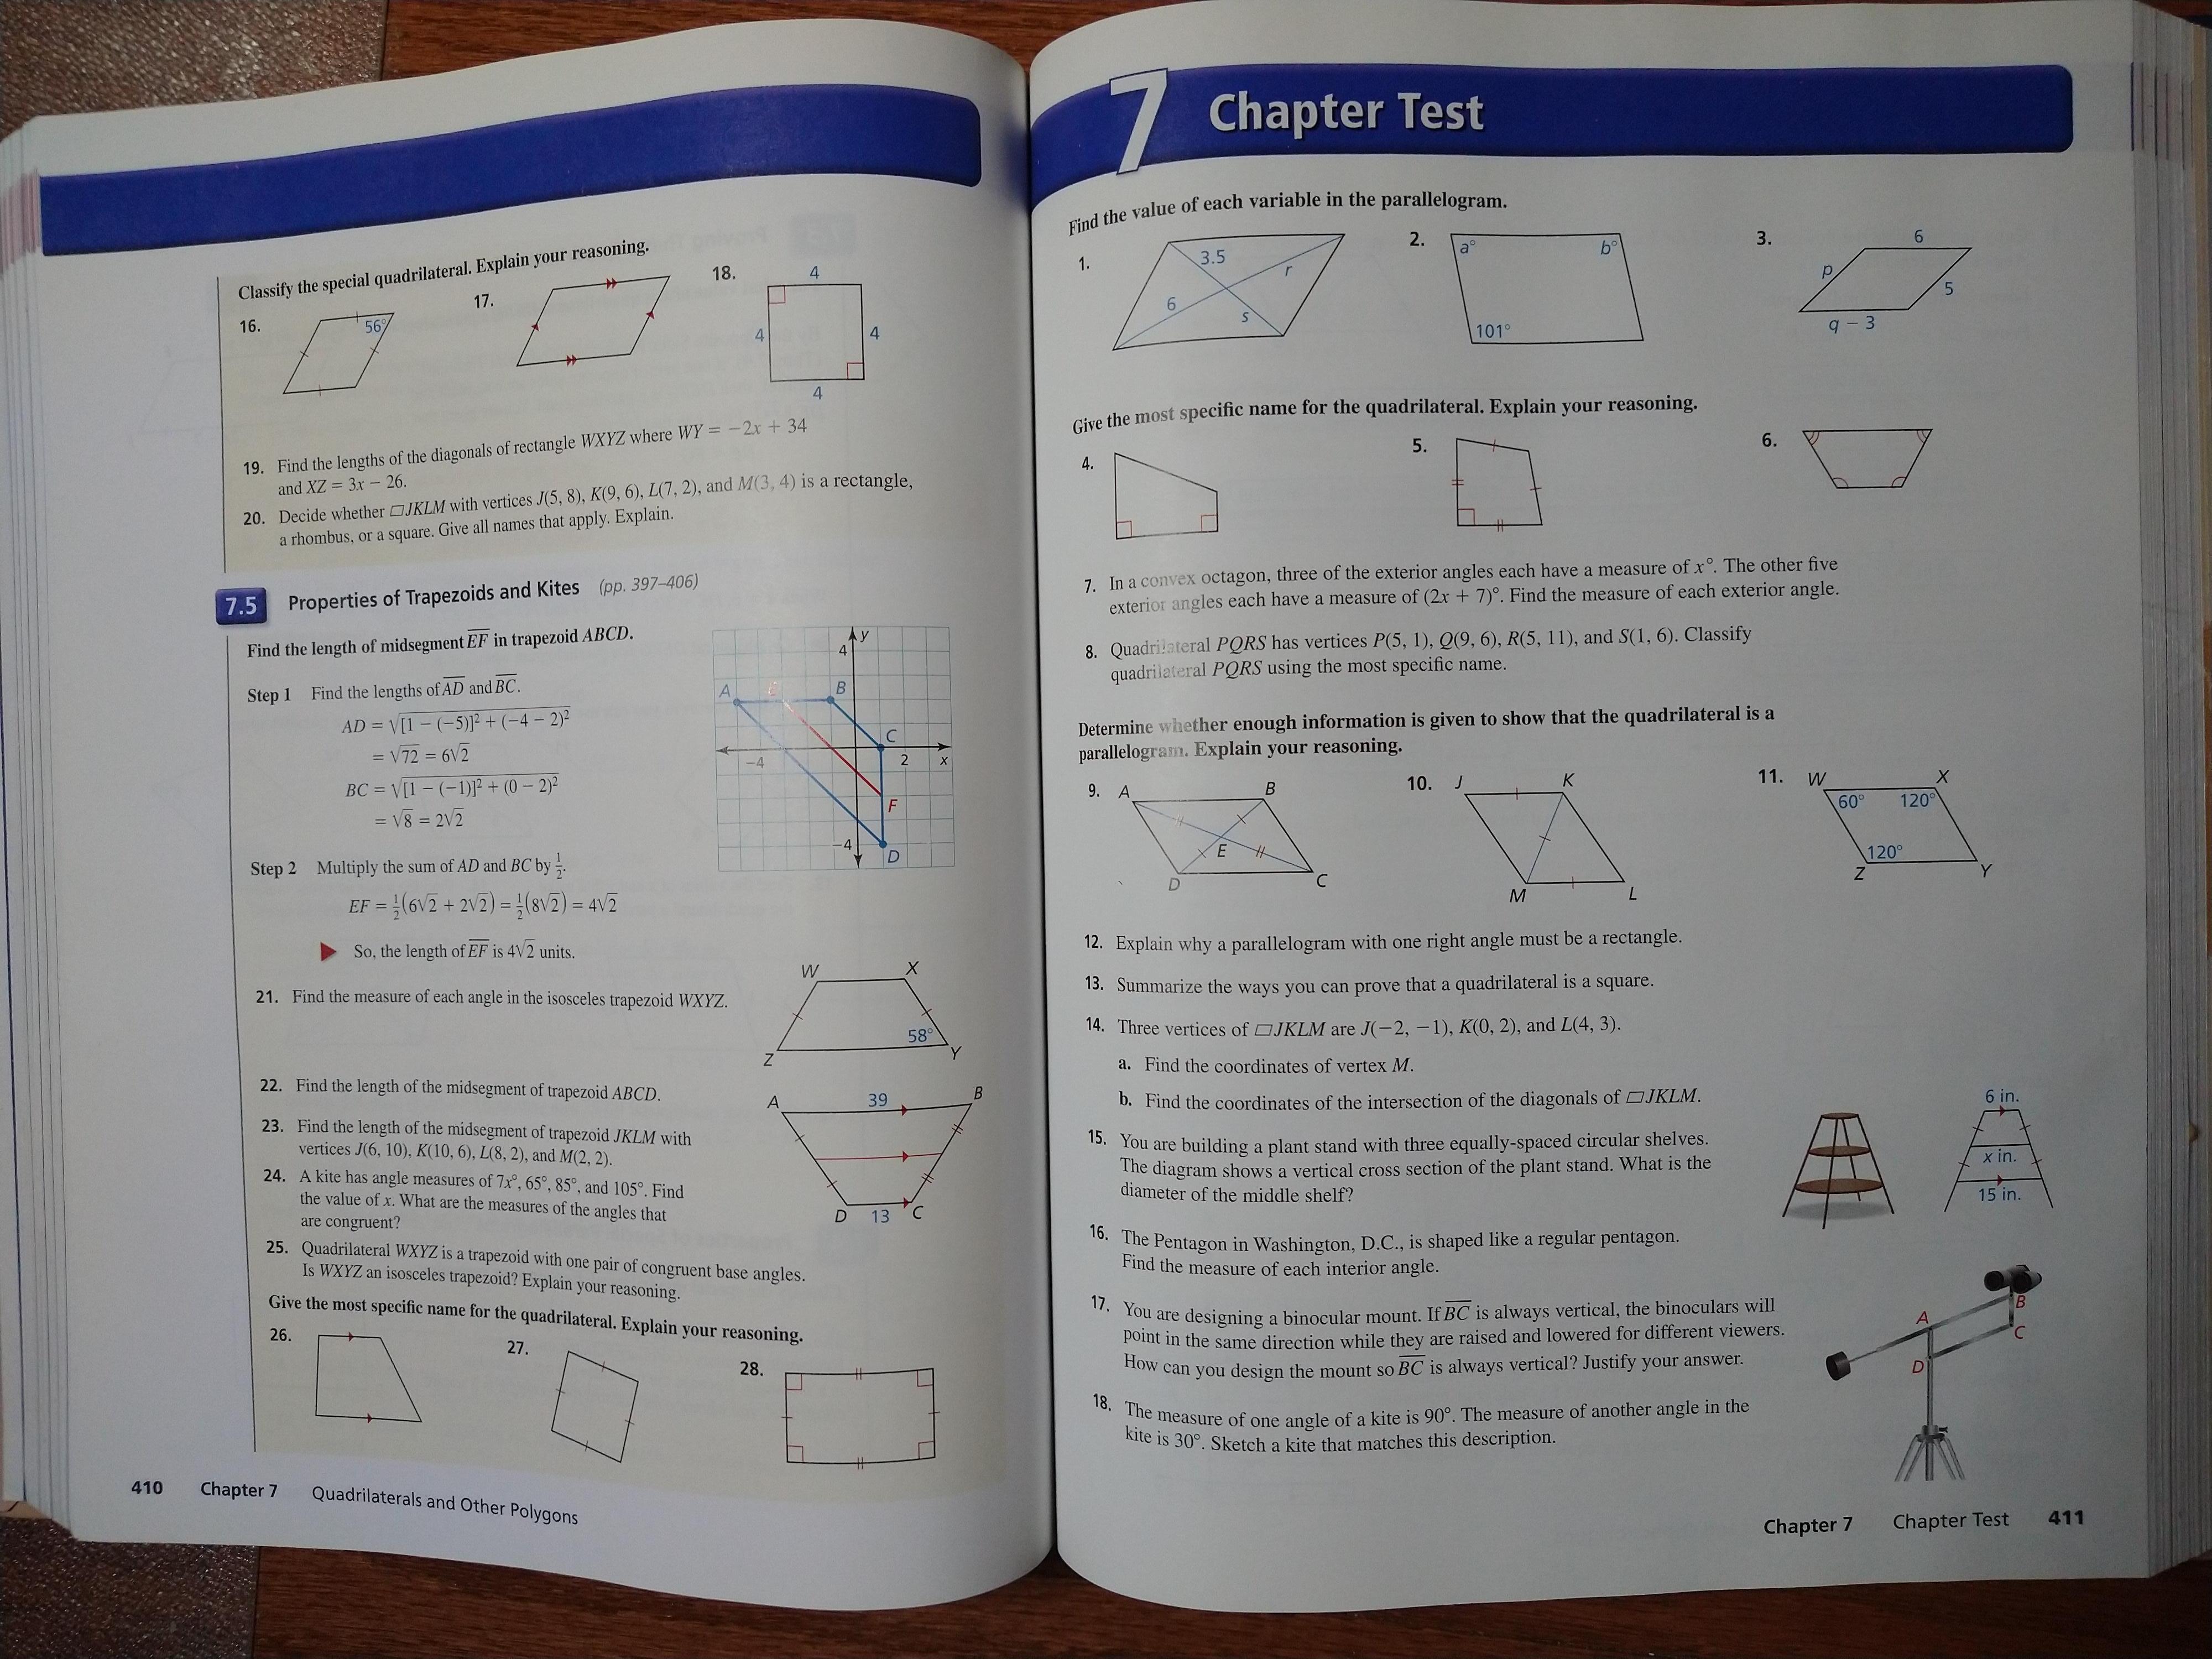 Classify the special quadrilateral. Explain your reasoning.
16.
56°
17.
18.
4
4
4
4
19. Find the lengths of the diagonals of rectangle WXYZ where WY = −2x + 34
and XZ = 3x − 26.
20. Decide whether ▱JKLM with vertices J(5, 8), K(9, 6), L(7, 2), and M(3, 4) is a rectangle,
a rhombus, or a square. Give all names that apply. Explain.
7.5 Properties of Trapezoids and Kites (pp. 397–406)
Find the length of midsegment EF in trapezoid ABCD.
Step 1 Find the lengths of AD and BC.
AD = √[1 − (−5)]² + (−4 − 2)²
= √72 = 6√2
BC = √[1 − (−1)]² + (0 − 2)²
= √8 = 2√2
Step 2 Multiply the sum of AD and BC by ½.
EF = ½(6√2 + 2√2) = ½(8√2) = 4√2
So, the length of EF is 4√2 units.
y
4
A
E
B
C
−4
2
x
F
−4
D
21. Find the measure of each angle in the isosceles trapezoid WXYZ.
W
X
58°
Z
Y
22. Find the length of the midsegment of trapezoid ABCD.
23. Find the length of the midsegment of trapezoid JKLM with
vertices J(6, 10), K(10, 6), L(8, 2), and M(2, 2).
24. A kite has angle measures of 7x°, 65°, 85°, and 105°. Find
the value of x. What are the measures of the angles that
are congruent?
A
39
B
D
13
C
25. Quadrilateral WXYZ is a trapezoid with one pair of congruent base angles.
Is WXYZ an isosceles trapezoid? Explain your reasoning.
Give the most specific name for the quadrilateral. Explain your reasoning.
26.
27.
28.
410 Chapter 7 Quadrilaterals and Other Polygons
7 Chapter Test
Find the value of each variable in the parallelogram.
1.
3.5
r
6
s
2.
a°
b°
101°
3.
6
p
5
q − 3
Give the most specific name for the quadrilateral. Explain your reasoning.
4.
5.
6.
7. In a convex octagon, three of the exterior angles each have a measure of x°. The other five
exterior angles each have a measure of (2x + 7)°. Find the measure of each exterior angle.
8. Quadrilateral PQRS has vertices P(5, 1), Q(9, 6), R(5, 11), and S(1, 6). Classify
quadrilateral PQRS using the most specific name.
Determine whether enough information is given to show that the quadrilateral is a
parallelogram. Explain your reasoning.
9.
A
B
E
D
C
10.
J
K
M
L
11.
W
X
60°
120°
120°
Z
Y
12. Explain why a parallelogram with one right angle must be a rectangle.
13. Summarize the ways you can prove that a quadrilateral is a square.
14. Three vertices of ▱JKLM are J(−2, −1), K(0, 2), and L(4, 3).
a. Find the coordinates of vertex M.
b. Find the coordinates of the intersection of the diagonals of ▱JKLM.
15. You are building a plant stand with three equally-spaced circular shelves.
The diagram shows a vertical cross section of the plant stand. What is the
diameter of the middle shelf?
6 in.
x in.
15 in.
16. The Pentagon in Washington, D.C., is shaped like a regular pentagon.
Find the measure of each interior angle.
17. You are designing a binocular mount. If BC is always vertical, the binoculars will
point in the same direction while they are raised and lowered for different viewers.
How can you design the mount so BC is always vertical? Justify your answer.
A
B
C
D
18. The measure of one angle of a kite is 90°. The measure of another angle in the
kite is 30°. Sketch a kite that matches this description.
Chapter 7 Chapter Test 411